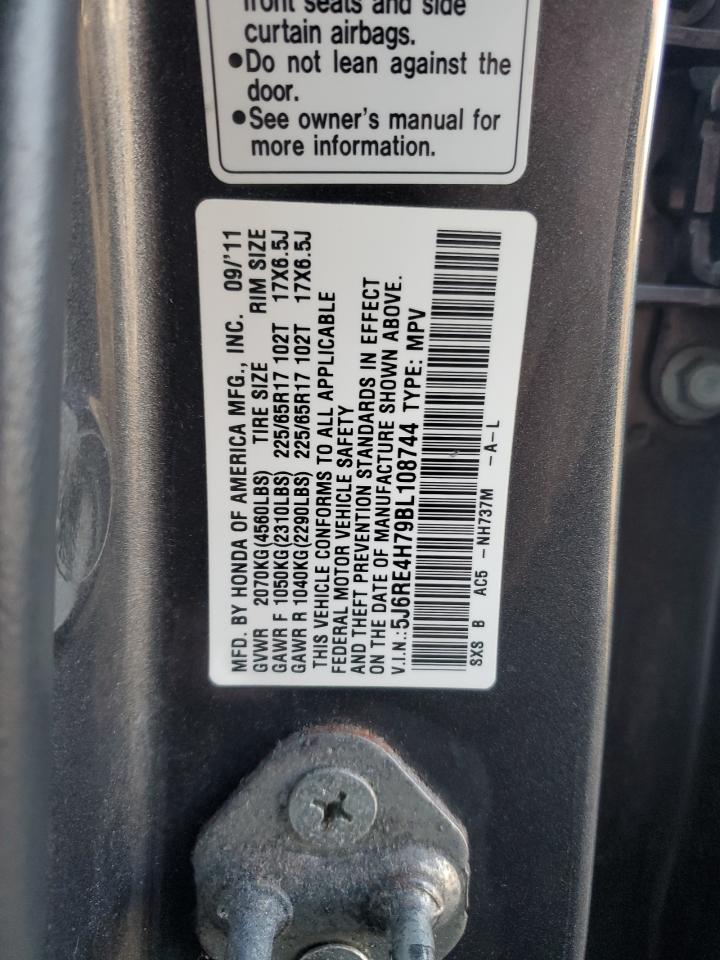 front seats and side
curtain airbags.
•Do not lean against the
door.
•See owner's manual for
more information.
MFD. BY HONDA OF AMERICA MFG., INC. 09/'11
GVWR 2070KG(4560LBS) TIRE SIZE RIM SIZE
GAWR F 1050KG(2310LBS) 225/65R17 102T 17X6.5J
GAWR R 1040KG(2290LBS) 225/65R17 102T 17X6.5J
THIS VEHICLE CONFORMS TO ALL APPLICABLE
FEDERAL MOTOR VEHICLE SAFETY
AND THEFT PREVENTION STANDARDS IN EFFECT
ON THE DATE OF MANUFACTURE SHOWN ABOVE.
V.I.N.:5J6RE4H79BL108744 TYPE: MPV
SXS B AC5 -NH737M -A-L